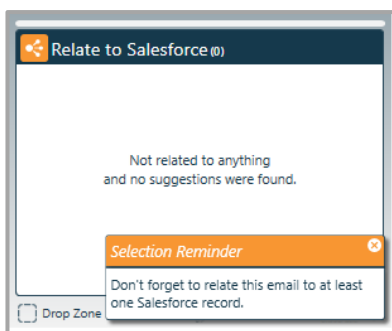 Relate to Salesforce (0)
Not related to anything
and no suggestions were found.
Selection Reminder
Don't forget to relate this email to at least
one Salesforce record.
Drop Zone